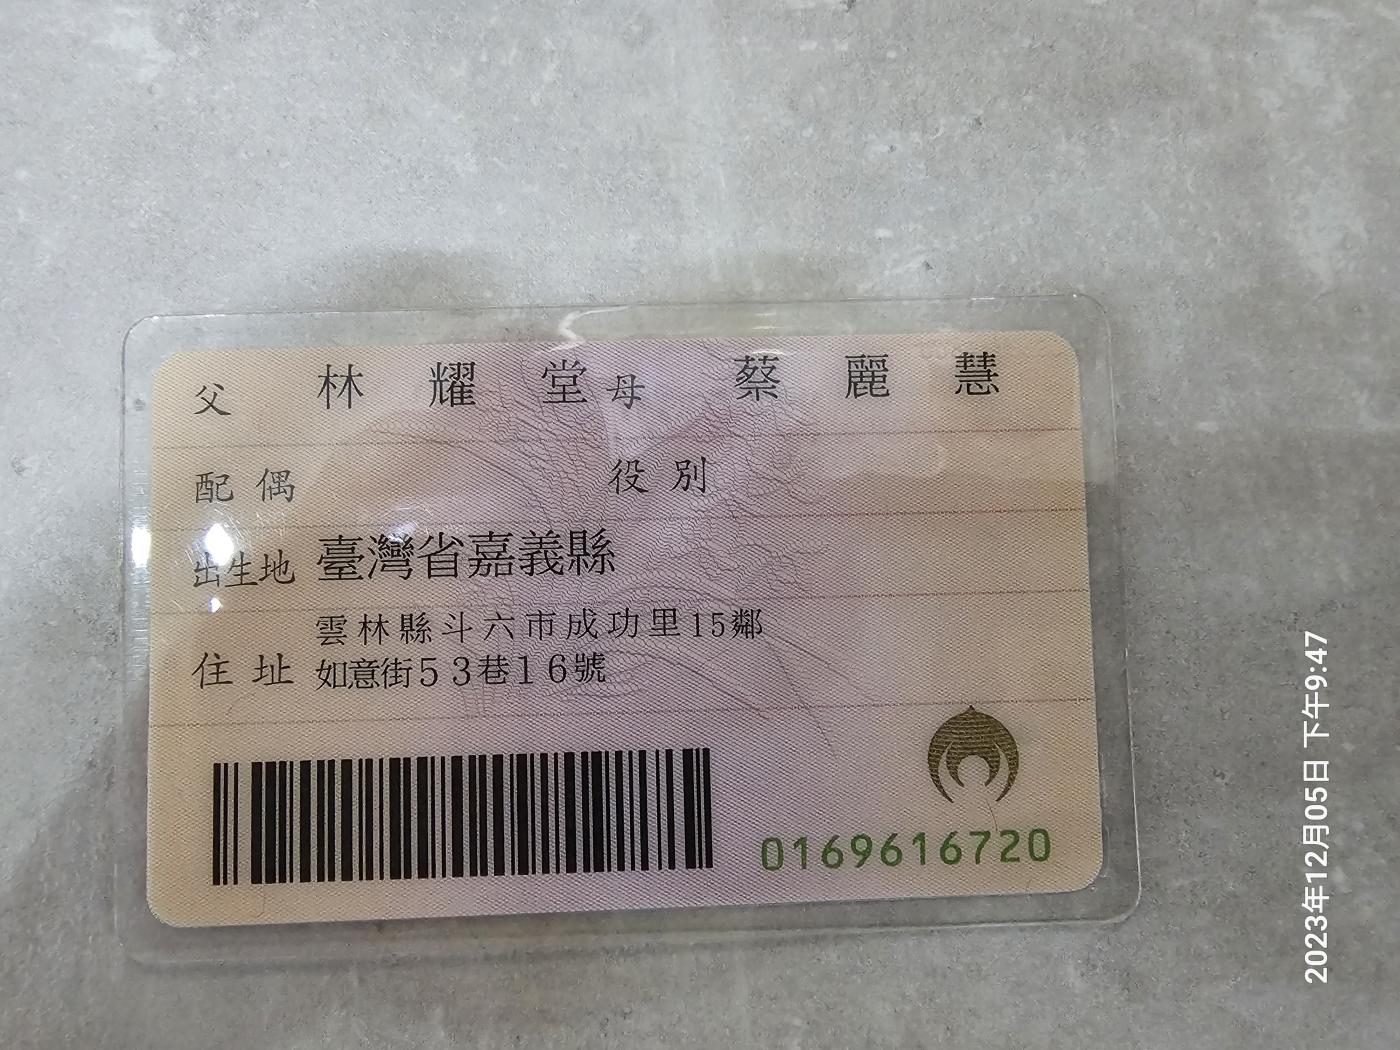 父 林耀堂 母 蔡麗慧
配偶 役別
出生地 臺灣省嘉義縣
雲林縣斗六市成功里15鄰
住址 如意街53巷16號
0169616720
2023年12月05日 下午9:47